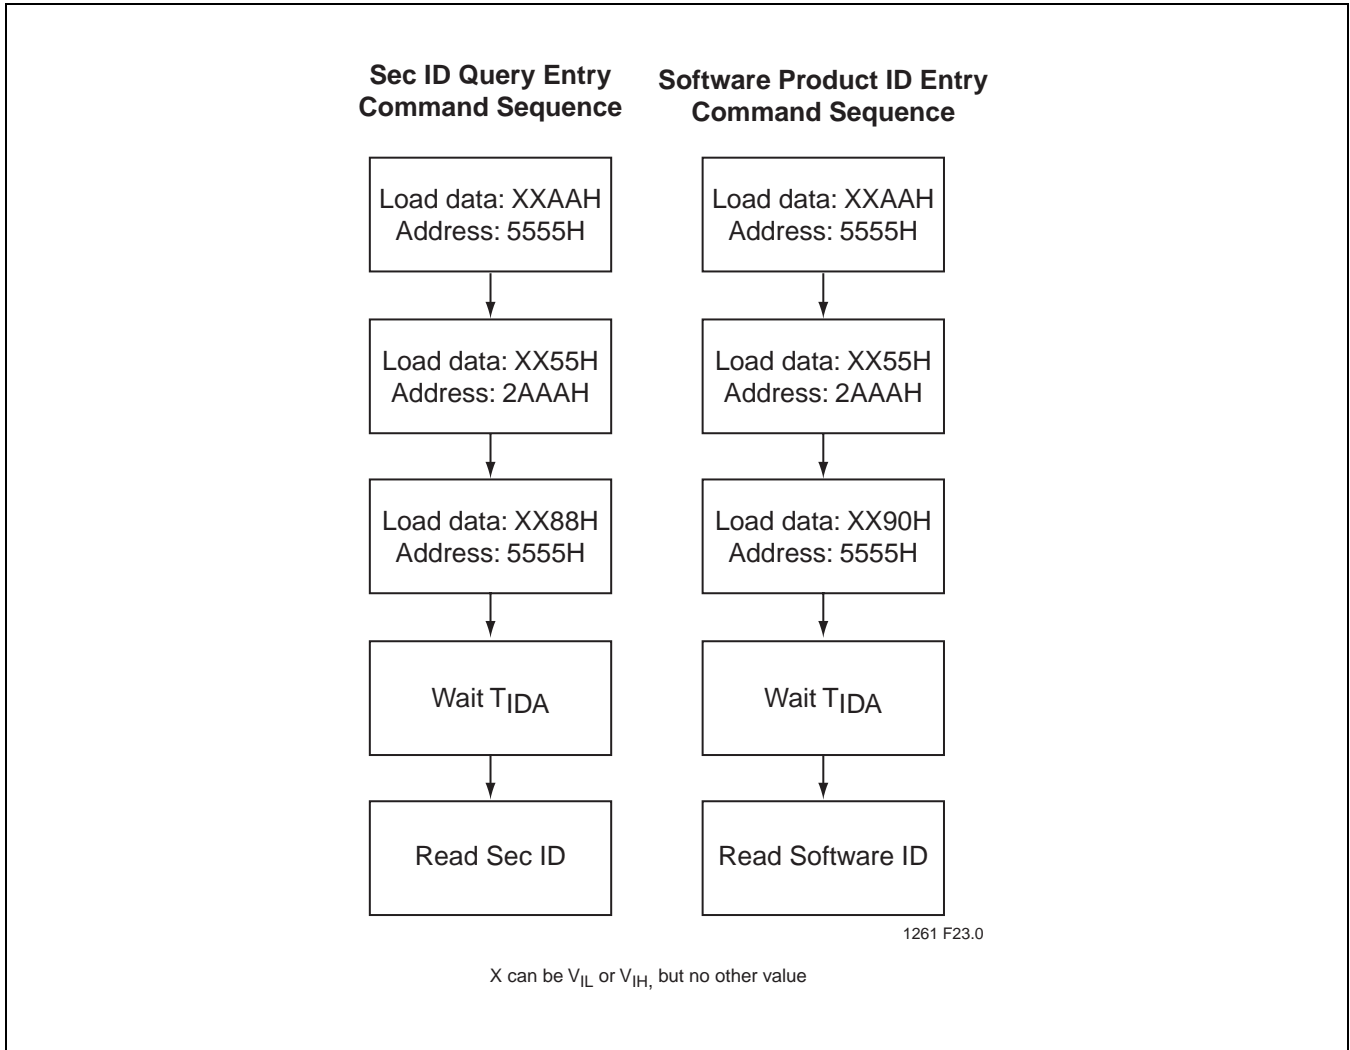 Sec ID Query Entry
Command Sequence
Load data: XXAAH
Address: 5555H
Load data: XX55H
Address: 2AAAH
Load data: XX88H
Address: 5555H
Wait TIDA
Read Sec ID
Software Product ID Entry
Command Sequence
Load data: XXAAH
Address: 5555H
Load data: XX55H
Address: 2AAAH
Load data: XX90H
Address: 5555H
Wait TIDA
Read Software ID
1261 F23.0
X can be VIL or VIH, but no other value